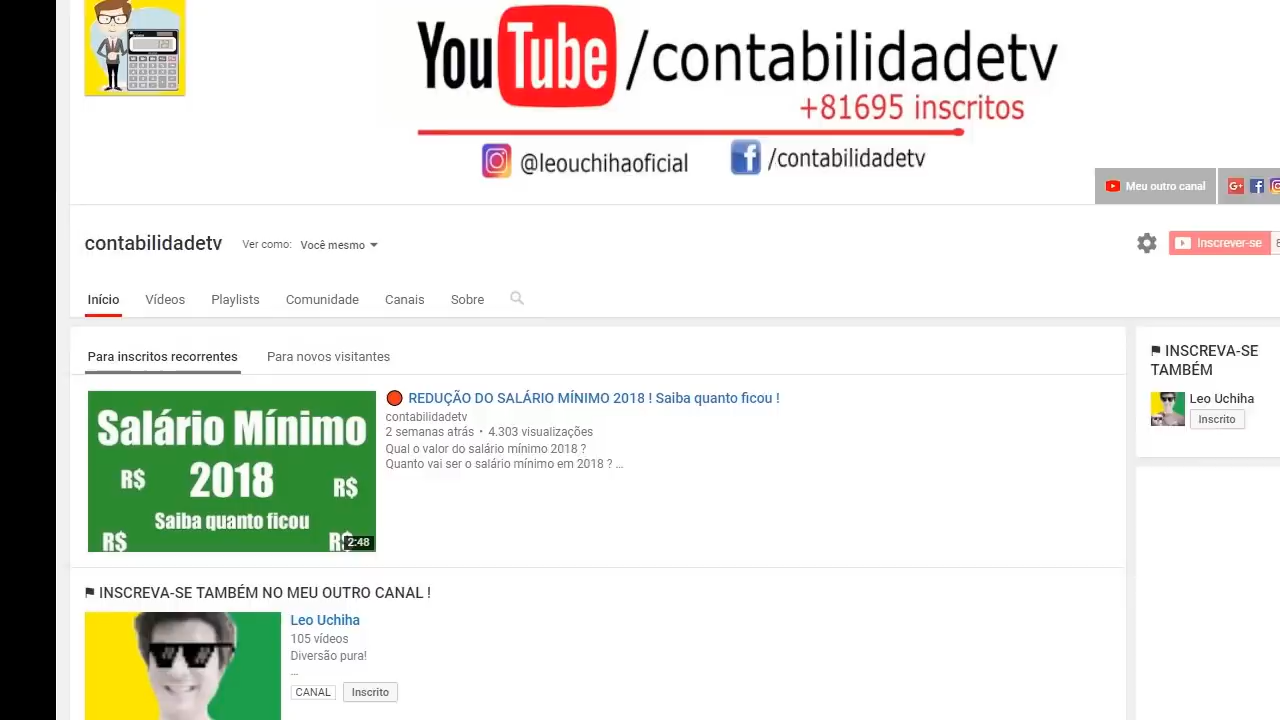 YouTube/contabilidadetv
+81695 inscritos
@leouchihaoficial
/contabilidadetv
Meu outro canal
contabilidadetv
Ver como: Você mesmo
Inscrever-se
Início Vídeos Playlists Comunidade Canais Sobre
Para inscritos recorrentes Para novos visitantes
Salário Mínimo
R$ 2018 R$
Saiba quanto ficou
R$ R$
2:48
REDUÇÃO DO SALÁRIO MÍNIMO 2018 ! Saiba quanto ficou !
contabilidadetv
2 semanas atrás • 4.303 visualizações
Qual o valor do salário mínimo 2018 ?
Quanto vai ser o salário mínimo em 2018 ? ...
INSCREVA-SE
TAMBÉM
Leo Uchiha
Inscrito
INSCREVA-SE TAMBÉM NO MEU OUTRO CANAL !
Leo Uchiha
105 vídeos
Diversão pura!
...
CANAL Inscrito